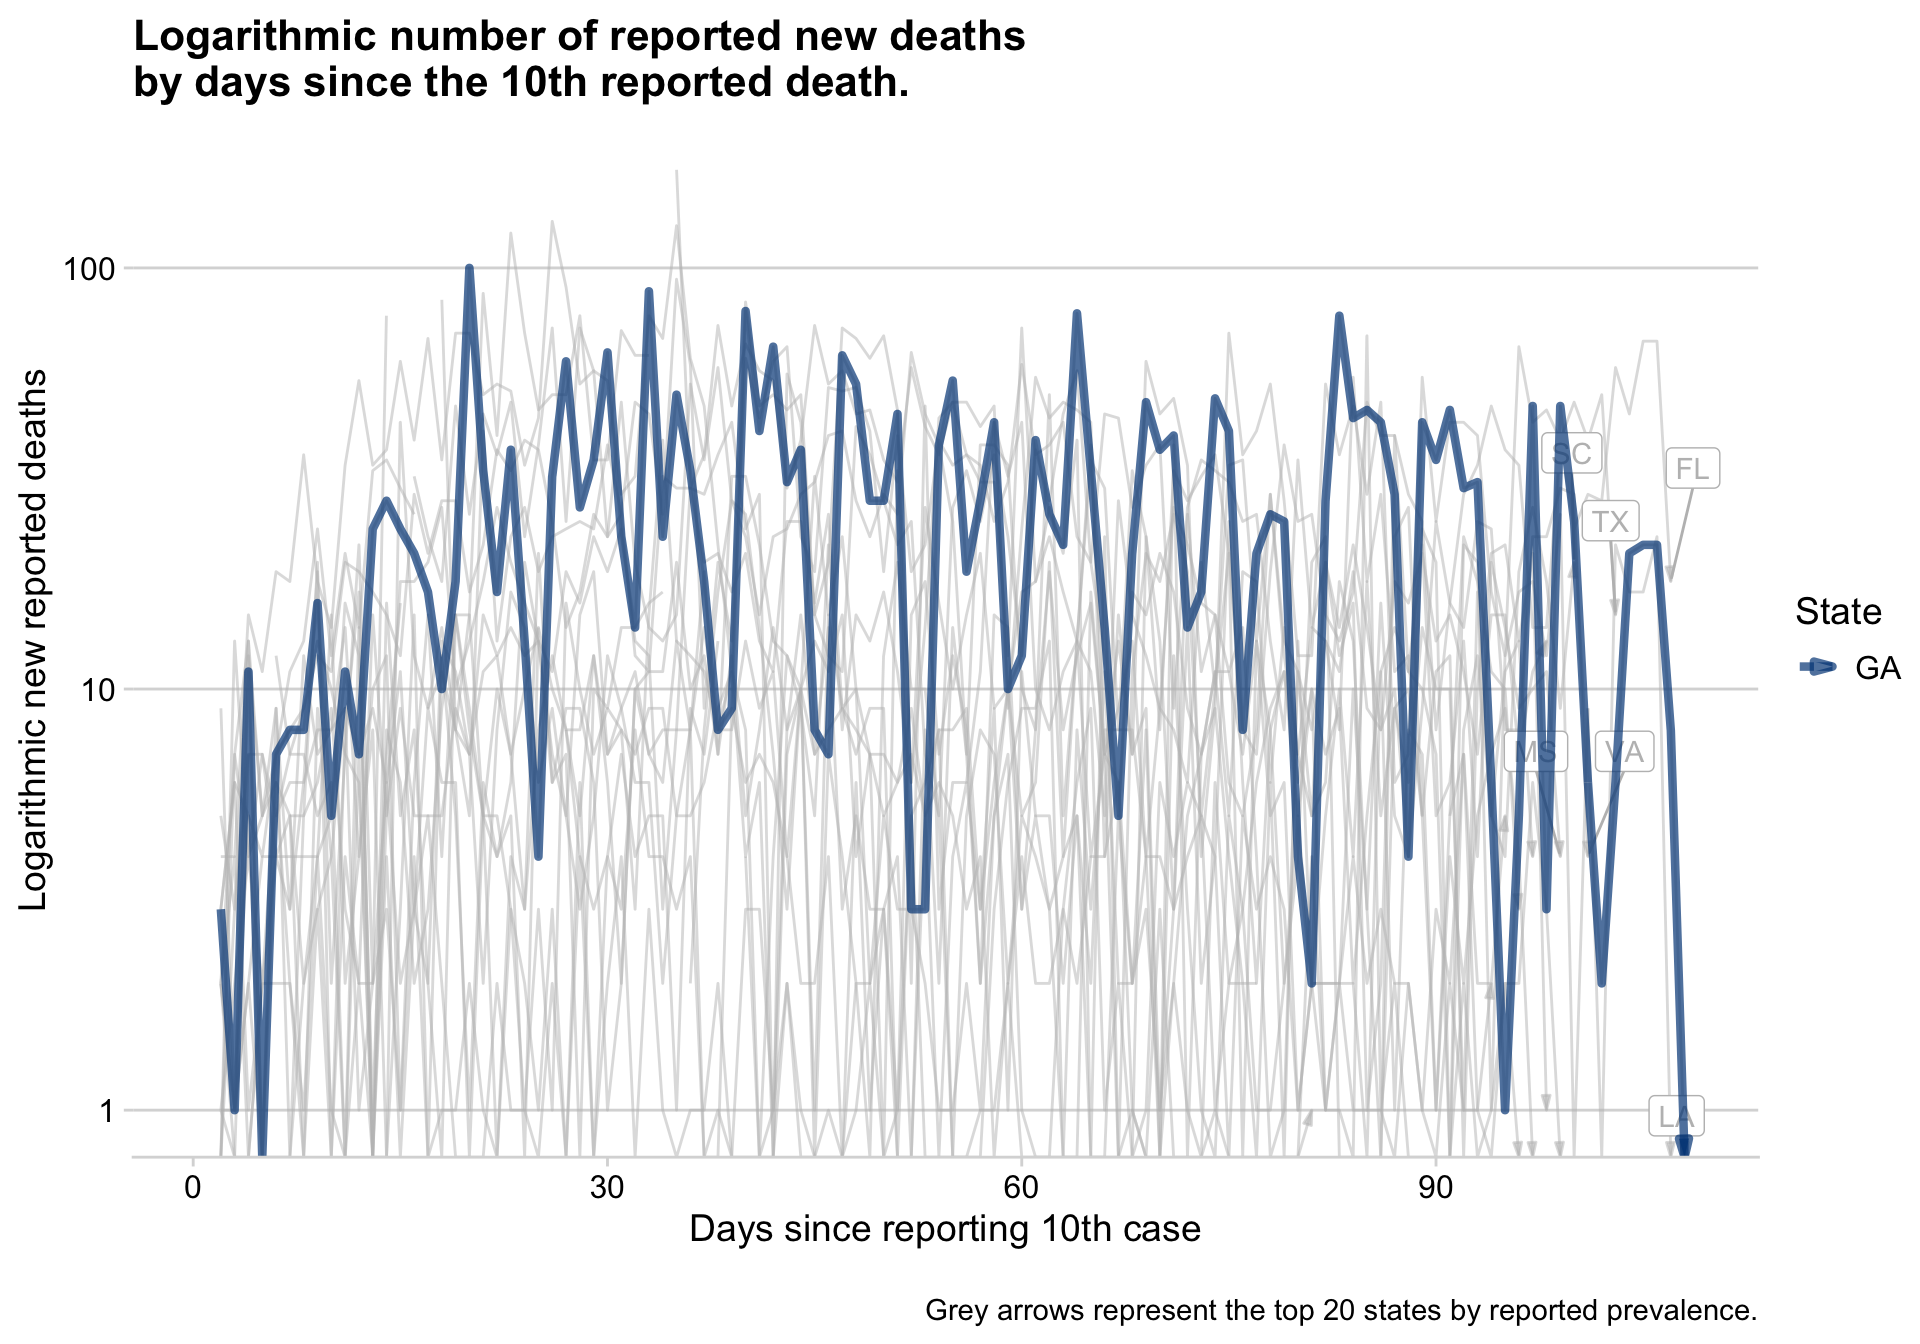 Logarithmic number of reported new deaths
by days since the 10th reported death.
Logarithmic new reported deaths
100
10
1
SC
FL
TX
MS
VA
LA
State
GA
0
30
60
90
Days since reporting 10th case
Grey arrows represent the top 20 states by reported prevalence.